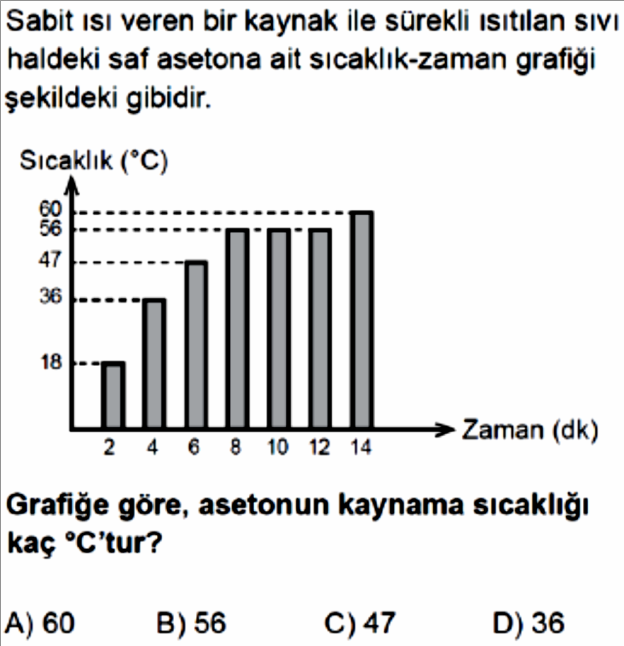 Sabit ısı veren bir kaynak ile sürekli ısıtılan sıvı
haldeki saf asetona ait sıcaklık-zaman grafiği
şekildeki gibidir.
Sıcaklık (°C)
60
56
47
36
18
2 4 6 8 10 12 14
Zaman (dk)
Grafiğe göre, asetonun kaynama sıcaklığı
kaç °C'tur?
A) 60 B) 56 C) 47 D) 36